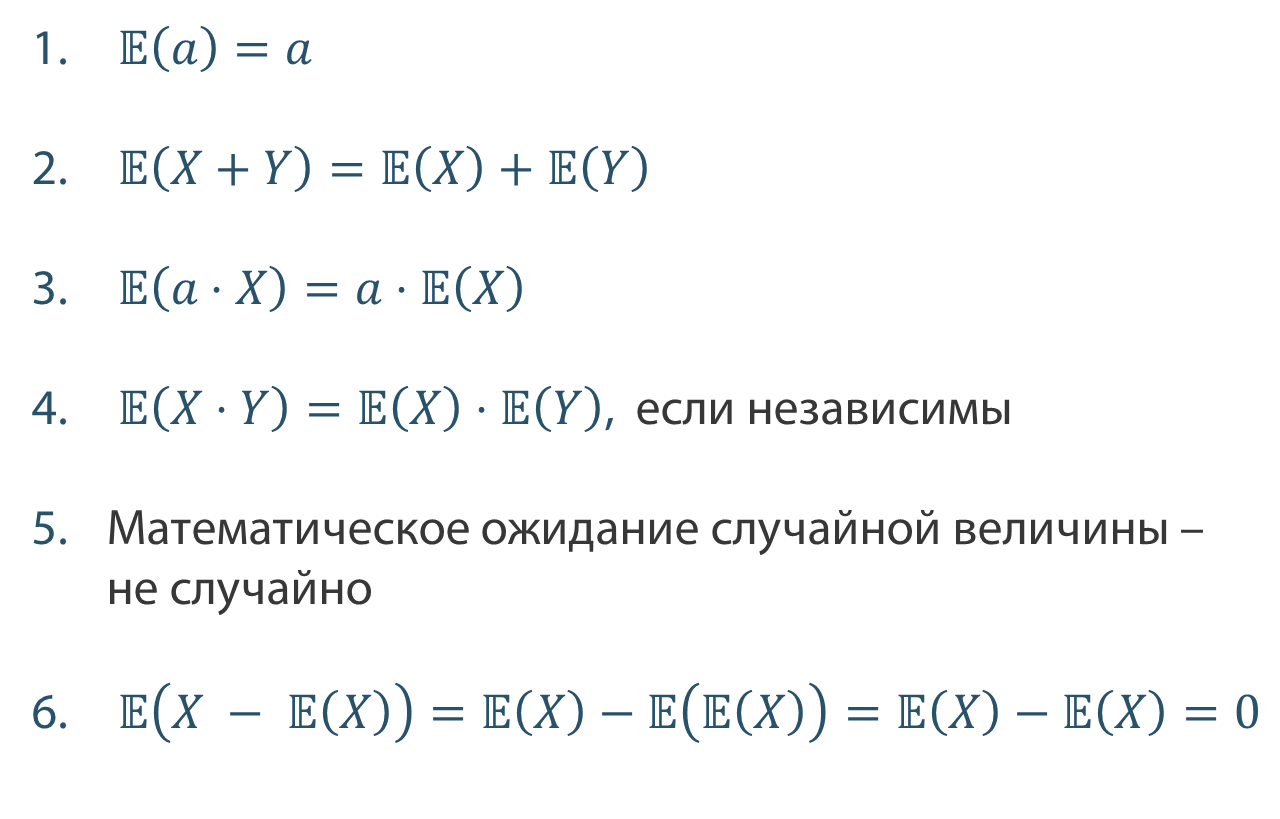 1. 𝔼(a) = a
2. 𝔼(X + Y) = 𝔼(X) + 𝔼(Y)
3. 𝔼(a · X) = a · 𝔼(X)
4. 𝔼(X · Y) = 𝔼(X) · 𝔼(Y), если независимы
5. Математическое ожидание случайной величины –
не случайно
6. 𝔼(X − 𝔼(X)) = 𝔼(X) − 𝔼(𝔼(X)) = 𝔼(X) − 𝔼(X) = 0